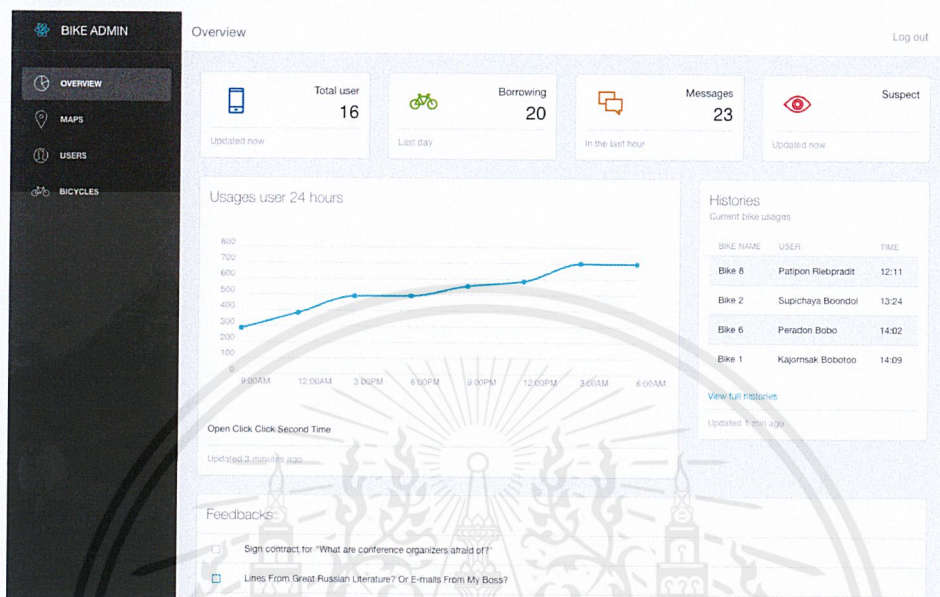 BIKE ADMIN
OVERVIEW
MAPS
USERS
BICYCLES
Overview
Log out
Total user
16
Updated now
Borrowing
20
Last day
Messages
23
In the last hour
Suspect
Updated now
Usages user 24 hours
800
700
600
500
400
300
200
100
0
9:00AM 12:00AM 3:00PM 6:00PM 9:00PM 12:00PM 3:00AM 6:00AM
Open Click Click Second Time
Updated 3 minutes ago
Histories
Current bike usages
BIKE NAME USER TIME
Bike 8 Patipon Riebpradit 12:11
Bike 2 Supichaya Boondol 13:24
Bike 6 Peradon Bobo 14:02
Bike 1 Kajornsak Bobotoo 14:09
View full histories
Updated 1 min ago
Feedbacks
Sign contract for "What are conference organizers afraid of?"
Lines From Great Russian Literature? Or E-mails From My Boss?